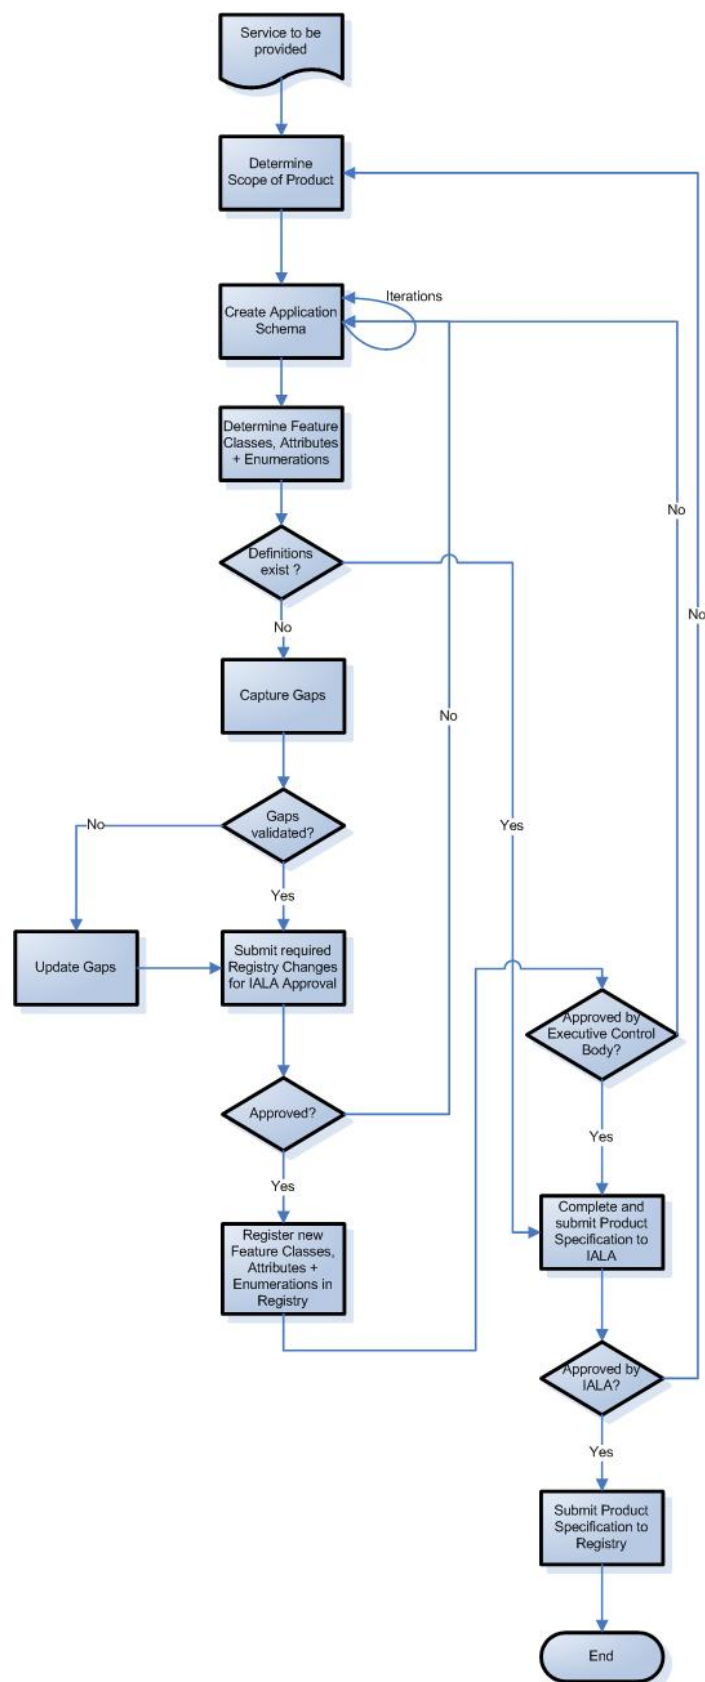 Service to be
provided
Determine
Scope of Product
Iterations
Create Application
Schema
Determine Feature
Classes, Attributes
+ Enumerations
No
Definitions
exist ?
No
No
Capture Gaps
No
Gaps
validated?
No
Yes
Yes
Submit required
Registry Changes
for IALA Approval
Update Gaps
Approved by
Executive Control
Body?
Approved?
Yes
Yes
Register new
Feature Classes,
Attributes +
Enumerations in
Registry
Complete and
submit Product
Specification to
IALA
Approved by
IALA?
Yes
Submit Product
Specification to
Registry
End